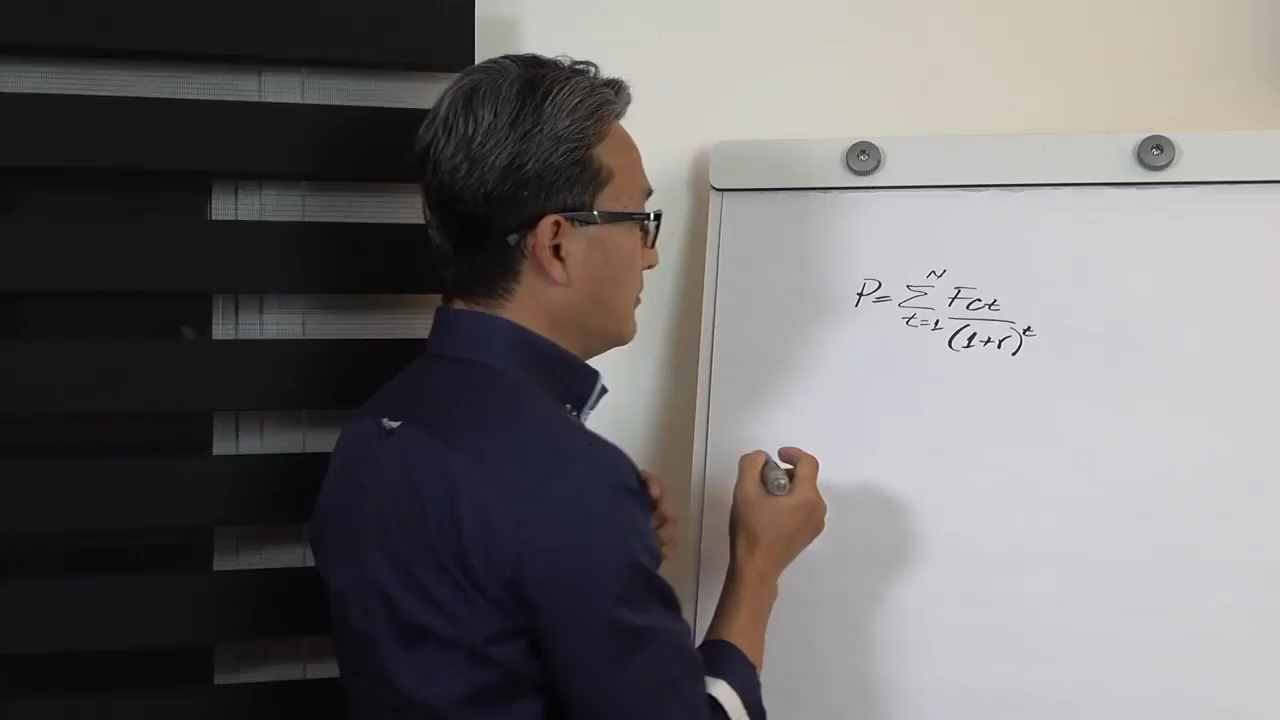 P = N∑t=1 Fct/(1+r)^t